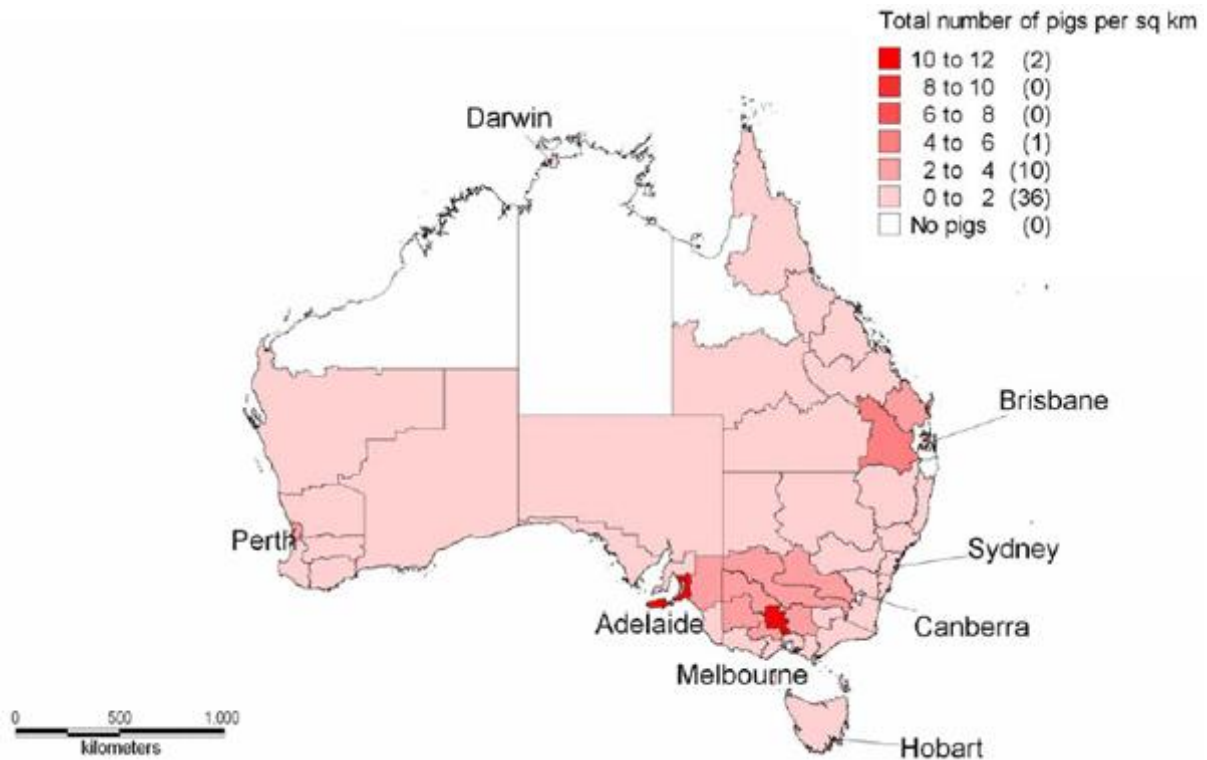 Total number of pigs per sq km
10 to 12 (2)
8 to 10 (0)
6 to 8 (0)
4 to 6 (1)
2 to 4 (10)
0 to 2 (36)
No pigs (0)
Darwin
Brisbane
Perth
Sydney
Adelaide
Canberra
Melbourne
0 500 1.000
kilometers
Hobart